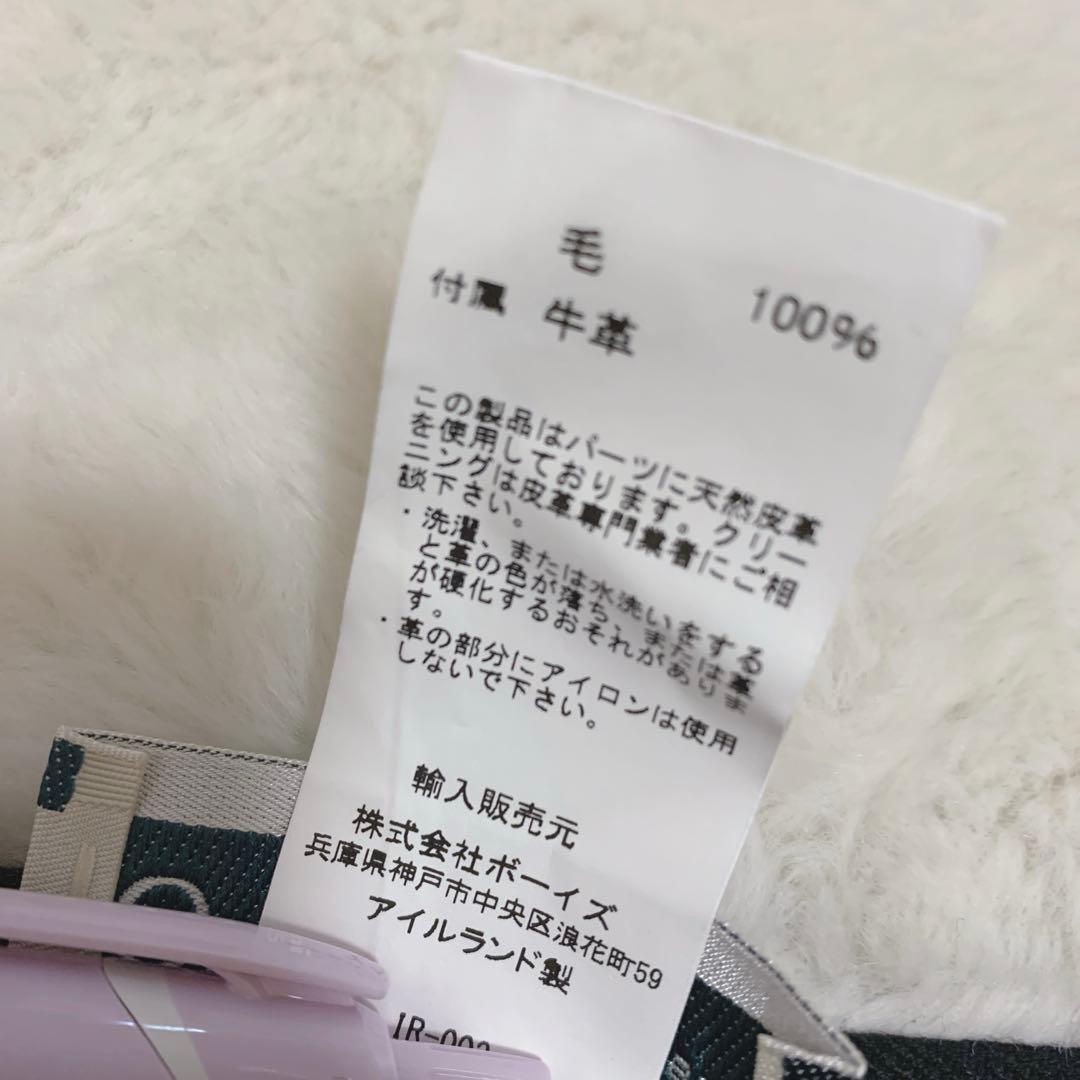 毛 100%
付属 牛革
この製品はパーツに天然皮革
を使用しております。クリー
ニングは皮革専門業者にご相
談下さい。
・洗濯、または水洗いをする
と革の色が落ち、または革
が硬化するおそれがありま
す。
・革の部分にアイロンは使用
しないで下さい。
輸入販売元
株式会社ボーイズ
兵庫県神戸市中央区浪花町59
アイルランド製